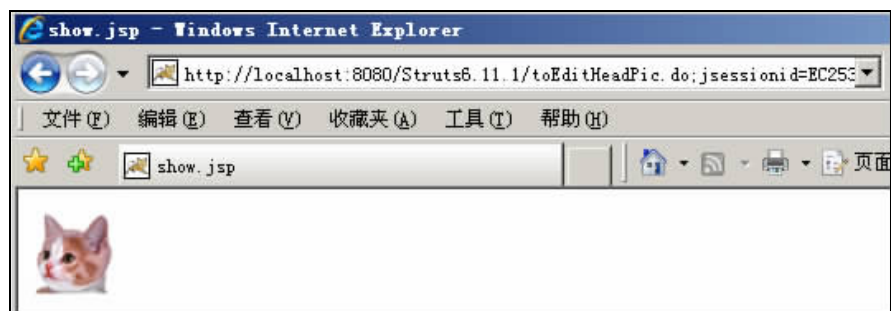 show.jsp - Windows Internet Explorer
http://localhost:8080/Struts6.11.1/toEditHeadPic.do;jsessionid=EC253
文件(F) 编辑(E) 查看(V) 收藏夹(A) 工具(T) 帮助(H)
show.jsp 页面